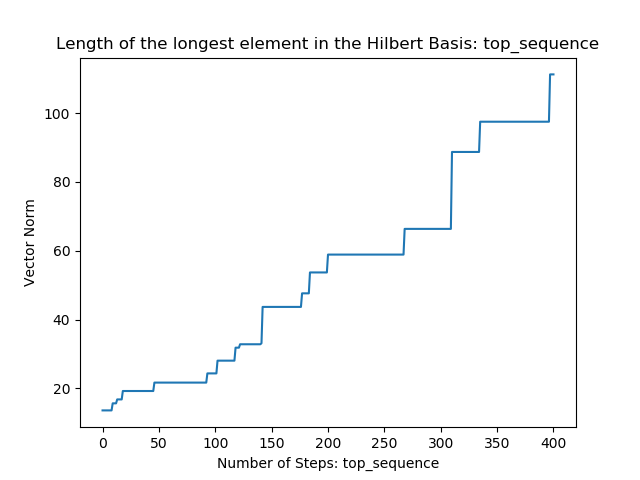 Length of the longest element in the Hilbert Basis: top_sequence
100
80
60
40
20
Vector Norm
0 50 100 150 200 250 300 350 400
Number of Steps: top_sequence